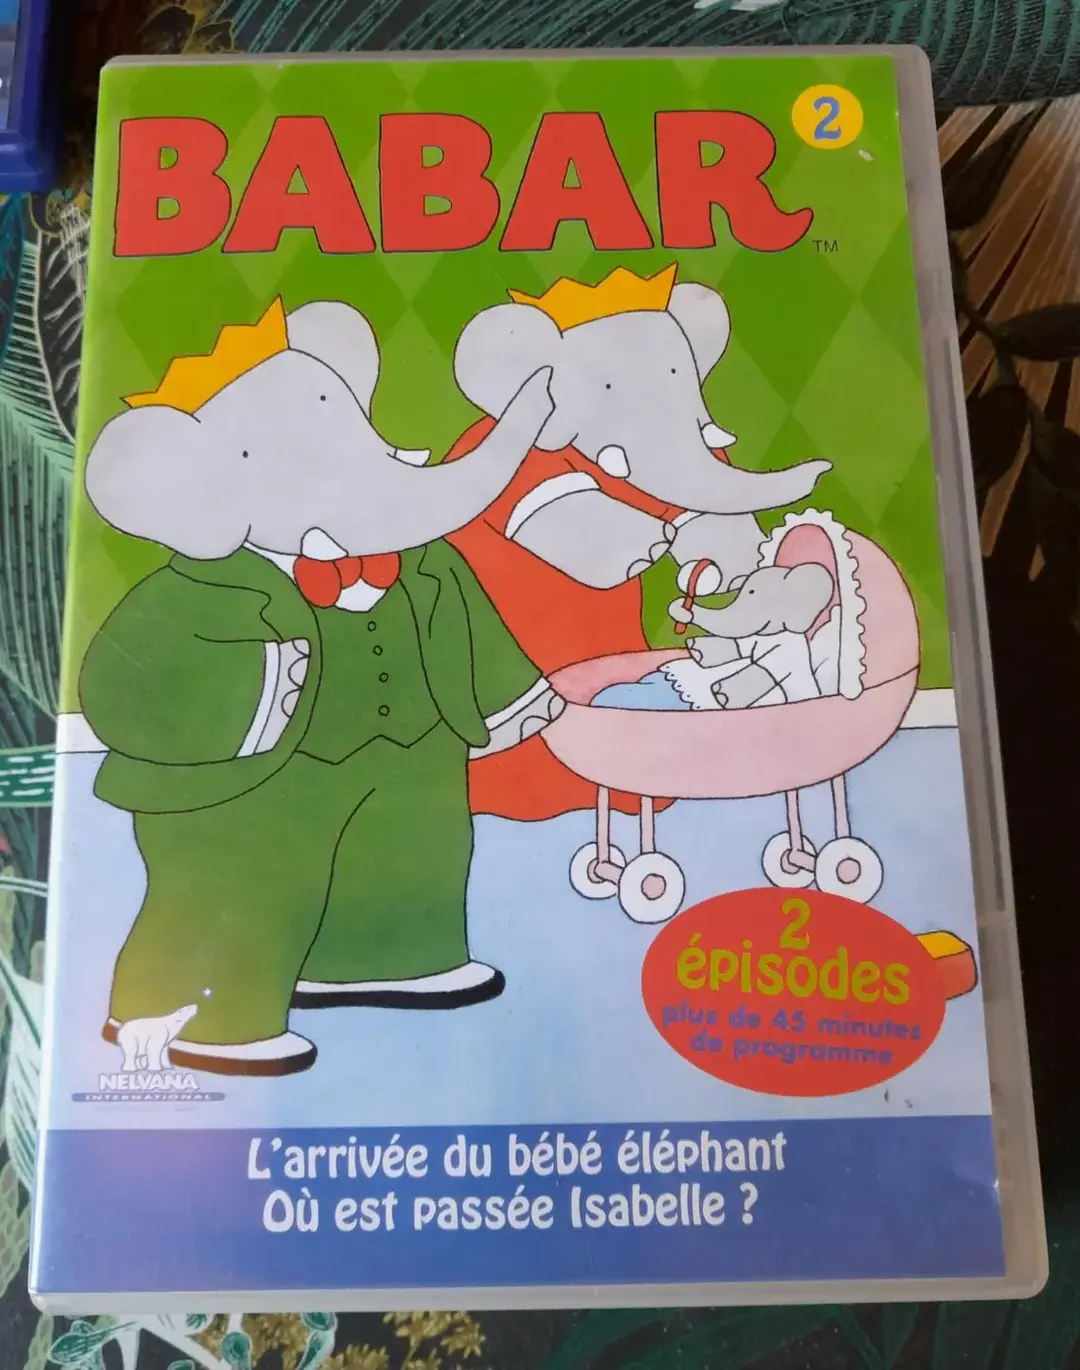 BABAR
2
TM
2
épisodes
plus de 45 minutes
de programme
NELVANA
INTERNATIONAL
L'arrivée du bébé éléphant
Où est passée Isabelle ?